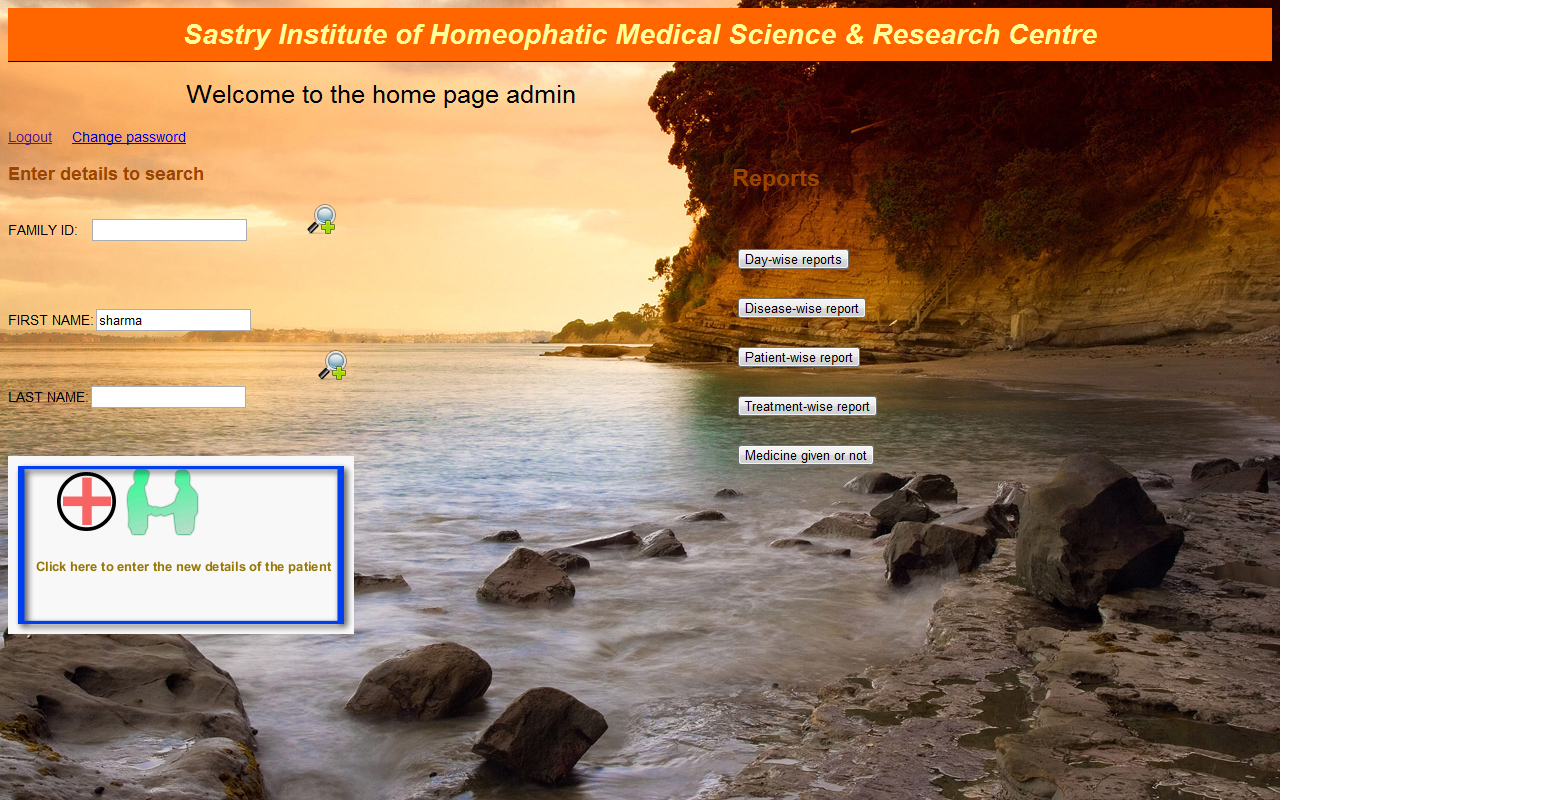 Sastry Institute of Homeophatic Medical Science & Research Centre
Welcome to the home page admin
Logout Change password
Enter details to search
Reports
FAMILY ID:
Day-wise reports
Disease-wise report
FIRST NAME: sharma
Patient-wise report
LAST NAME:
Treatment-wise report
Medicine given or not
Click here to enter the new details of the patient